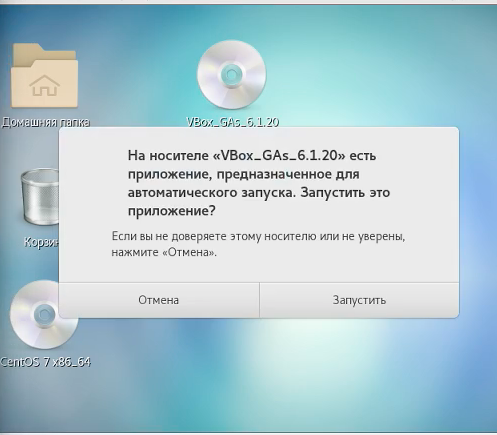 Домашняя папка
VBox_GAs_6.1.20
На носителе «VBox_GAs_6.1.20» есть
приложение, предназначенное для
автоматического запуска. Запустить это
приложение?
Если вы не доверяете этому носителю или не уверены,
нажмите «Отмена».
Корзин
Отмена
Запустить
CentOS 7 x86_64